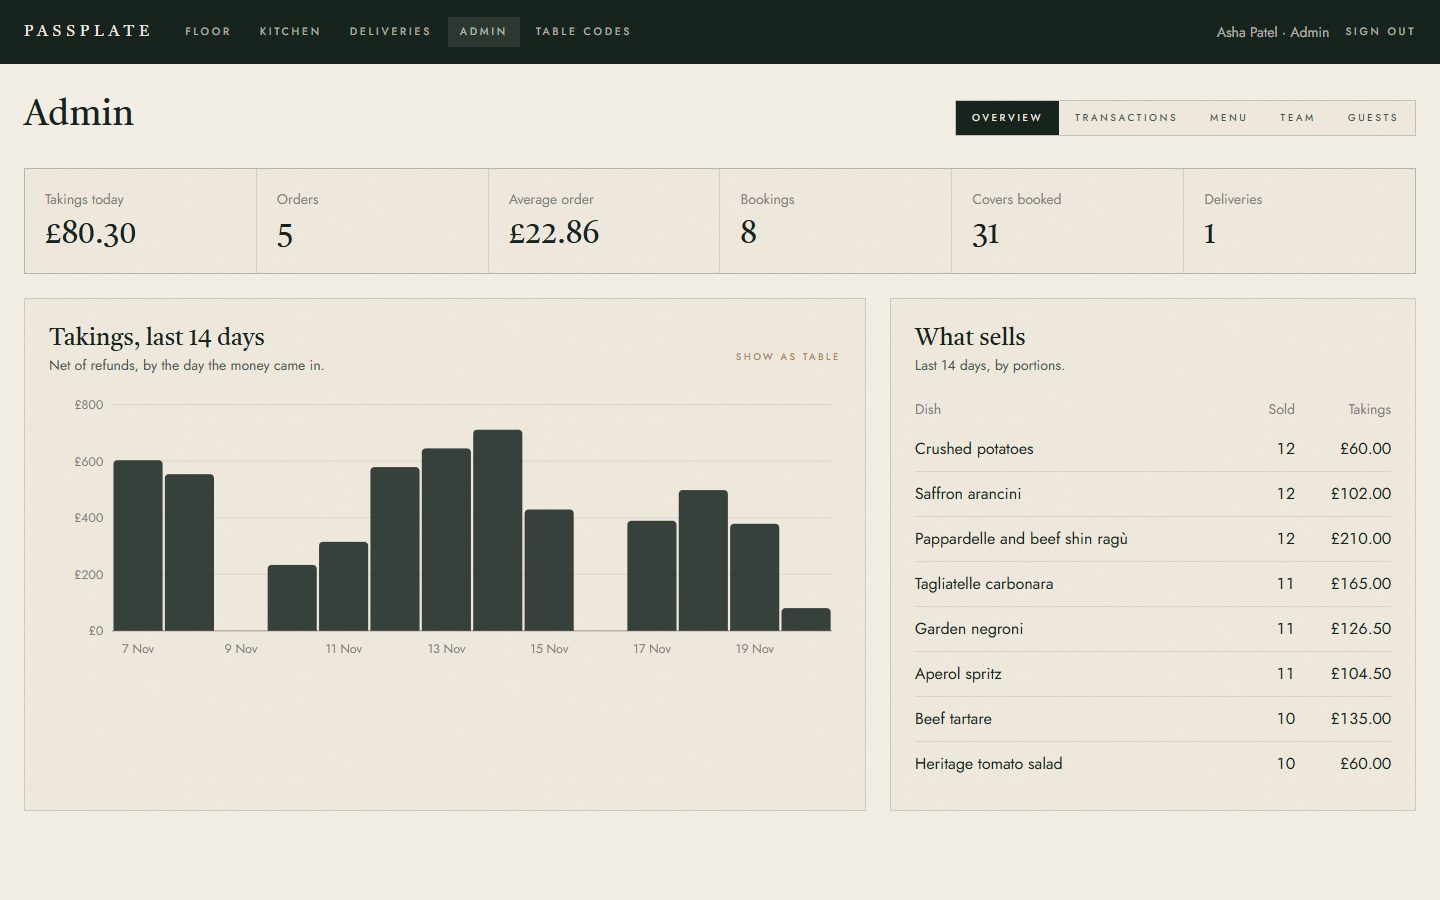 PASSPLATE FLOOR KITCHEN DELIVERIES ADMIN TABLE CODES Asha Patel · Admin SIGN OUT
Admin
OVERVIEW TRANSACTIONS MENU TEAM GUESTS
Takings today Orders Average order Bookings Covers booked Deliveries
£80.30 5 £22.86 8 31 1
Takings, last 14 days
Net of refunds, by the day the money came in.
SHOW AS TABLE
£800
£600
£400
£200
£0
7 Nov 9 Nov 11 Nov 13 Nov 15 Nov 17 Nov 19 Nov
What sells
Last 14 days, by portions.
Dish Sold Takings
Crushed potatoes 12 £60.00
Saffron arancini 12 £102.00
Pappardelle and beef shin ragù 12 £210.00
Tagliatelle carbonara 11 £165.00
Garden negroni 11 £126.50
Aperol spritz 11 £104.50
Beef tartare 10 £135.00
Heritage tomato salad 10 £60.00